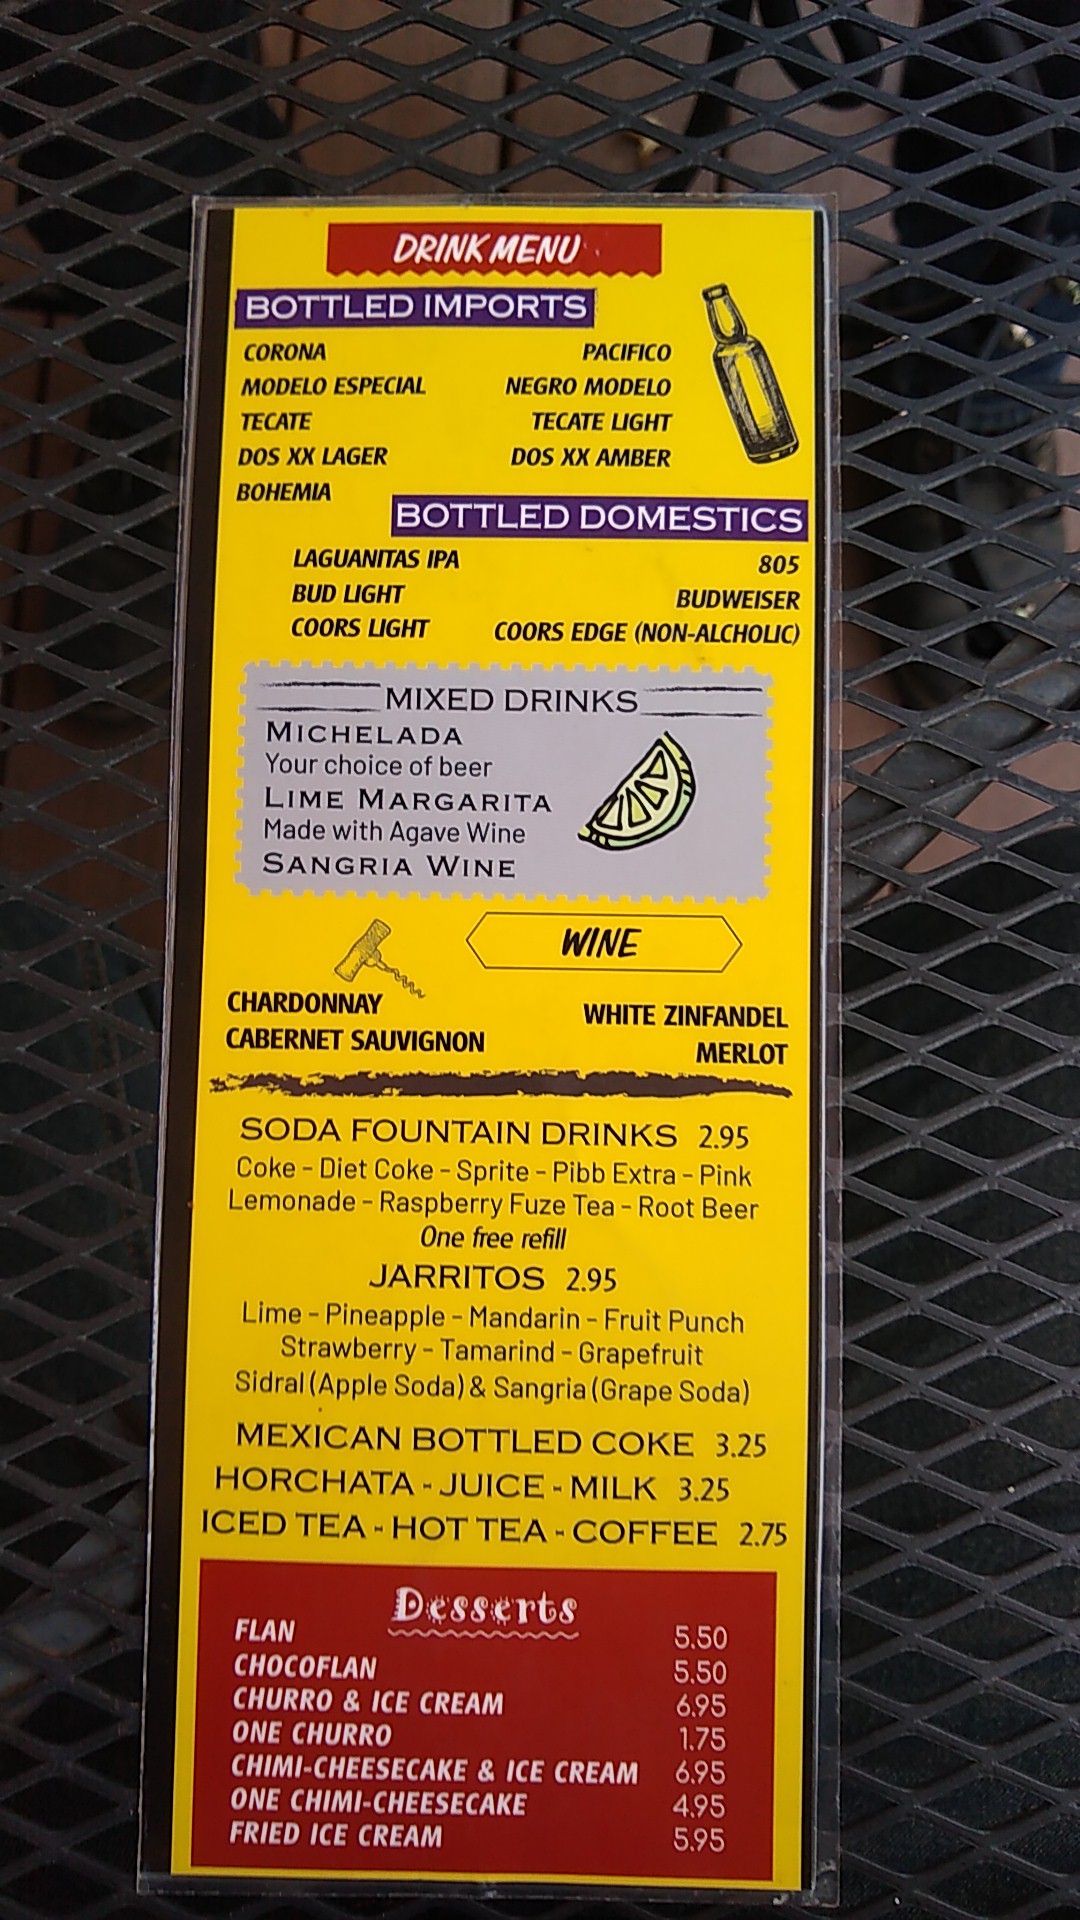 DRINK MENU
BOTTLED IMPORTS
CORONA PACIFICO
MODELO ESPECIAL NEGRO MODELO
TECATE TECATE LIGHT
DOS XX LAGER DOS XX AMBER
BOHEMIA
BOTTLED DOMESTICS
LAGUANITAS IPA 805
BUD LIGHT BUDWEISER
COORS LIGHT COORS EDGE (NON-ALCHOLIC)
MIXED DRINKS
MICHELADA
Your choice of beer
LIME MARGARITA
Made with Agave Wine
SANGRIA WINE
WINE
CHARDONNAY WHITE ZINFANDEL
CABERNET SAUVIGNON MERLOT
SODA FOUNTAIN DRINKS 2.95
Coke - Diet Coke - Sprite - Pibb Extra - Pink
Lemonade - Raspberry Fuze Tea - Root Beer
One free refill
JARRITOS 2.95
Lime - Pineapple - Mandarin - Fruit Punch
Strawberry - Tamarind - Grapefruit
Sidral (Apple Soda) & Sangria (Grape Soda)
MEXICAN BOTTLED COKE 3.25
HORCHATA - JUICE - MILK 3.25
ICED TEA - HOT TEA - COFFEE 2.75
Desserts
FLAN 5.50
CHOCOFLAN 5.50
CHURRO & ICE CREAM 6.95
ONE CHURRO 1.75
CHIMI-CHEESECAKE & ICE CREAM 6.95
ONE CHIMI-CHEESECAKE 4.95
FRIED ICE CREAM 5.95